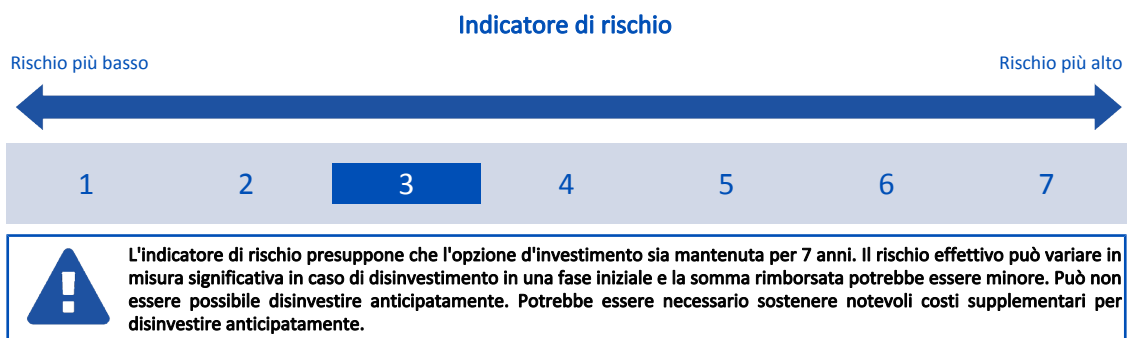 Indicatore di rischio
Rischio più basso
Rischio più alto
1 2 3 4 5 6 7
L'indicatore di rischio presuppone che l'opzione d'investimento sia mantenuta per 7 anni. Il rischio effettivo può variare in
misura significativa in caso di disinvestimento in una fase iniziale e la somma rimborsata potrebbe essere minore. Può non
essere possibile disinvestire anticipatamente. Potrebbe essere necessario sostenere notevoli costi supplementari per
disinvestire anticipatamente.